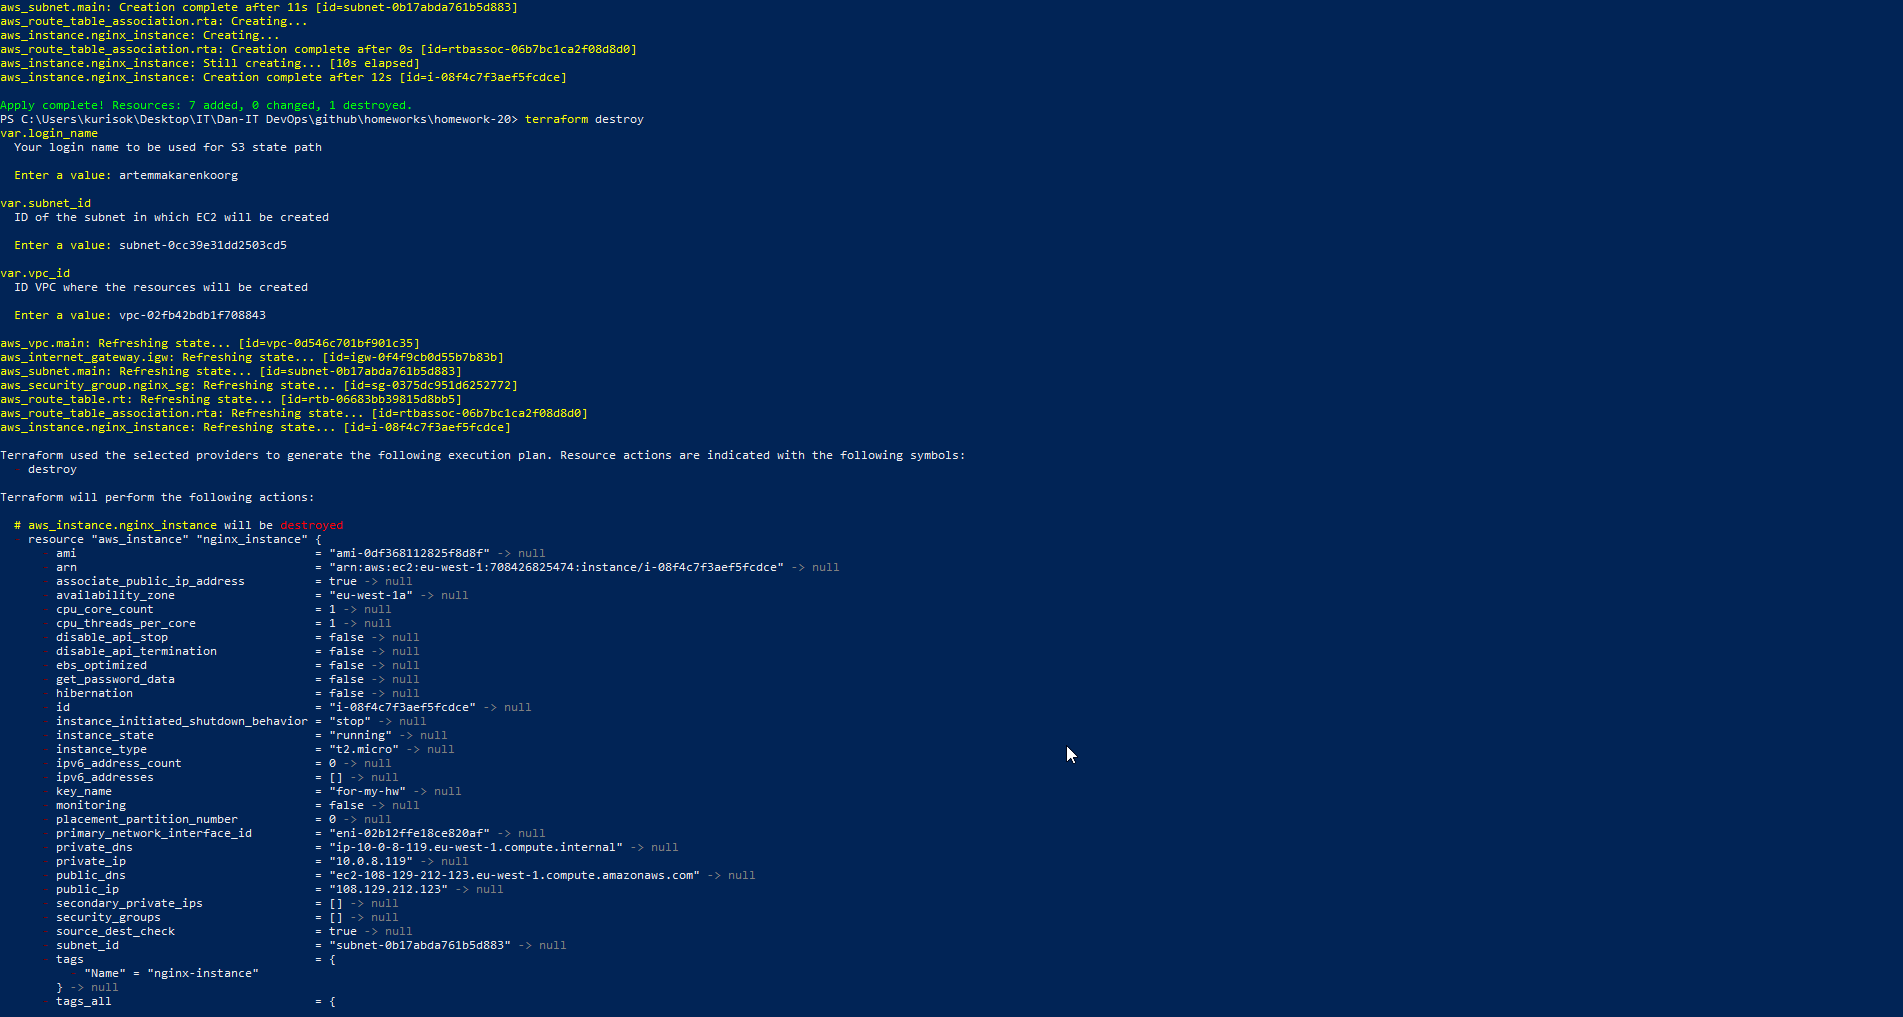 aws_subnet.main: Creation complete after 11s [id=subnet-0b17abda761b5d883]
aws_route_table_association.rta: Creating...
aws_instance.nginx_instance: Creating...
aws_route_table_association.rta: Creation complete after 0s [id=rtbassoc-06b7bc1ca2f08d8d0]
aws_instance.nginx_instance: Still creating... [10s elapsed]
aws_instance.nginx_instance: Creation complete after 12s [id=i-08f4c7f3aef5fcdce]
Apply complete! Resources: 7 added, 0 changed, 1 destroyed.
PS C:\Users\kurisok\Desktop\IT\Dan-IT DevOps\github\homeworks\homework-20> terraform destroy
var.login_name
  Your login name to be used for S3 state path
  Enter a value: artemmakarenkoorg
var.subnet_id
  ID of the subnet in which EC2 will be created
  Enter a value: subnet-0cc39e31dd2503cd5
var.vpc_id
  ID VPC where the resources will be created
  Enter a value: vpc-02fb42bdb1f708843
aws_vpc.main: Refreshing state... [id=vpc-0d546c701bf901c35]
aws_internet_gateway.igw: Refreshing state... [id=igw-0f4f9cb0d55b7b83b]
aws_subnet.main: Refreshing state... [id=subnet-0b17abda761b5d883]
aws_security_group.nginx_sg: Refreshing state... [id=sg-0375dc951d6252772]
aws_route_table.rt: Refreshing state... [id=rtb-06683bb39815d8bb5]
aws_route_table_association.rta: Refreshing state... [id=rtbassoc-06b7bc1ca2f08d8d0]
aws_instance.nginx_instance: Refreshing state... [id=i-08f4c7f3aef5fcdce]
Terraform used the selected providers to generate the following execution plan. Resource actions are indicated with the following symbols:
    destroy
Terraform will perform the following actions:
  # aws_instance.nginx_instance will be destroyed
    resource "aws_instance" "nginx_instance" {
        ami                                  = "ami-0df368112825f8d8f" -> null
        arn                                  = "arn:aws:ec2:eu-west-1:708426825474:instance/i-08f4c7f3aef5fcdce" -> null
        associate_public_ip_address          = true -> null
        availability_zone                    = "eu-west-1a" -> null
        cpu_core_count                       = 1 -> null
        cpu_threads_per_core                 = 1 -> null
        disable_api_stop                     = false -> null
        disable_api_termination              = false -> null
        ebs_optimized                        = false -> null
        get_password_data                    = false -> null
        hibernation                          = false -> null
        id                                   = "i-08f4c7f3aef5fcdce" -> null
        instance_initiated_shutdown_behavior = "stop" -> null
        instance_state                       = "running" -> null
        instance_type                        = "t2.micro" -> null
        ipv6_address_count                   = 0 -> null
        ipv6_addresses                       = [] -> null
        key_name                             = "for-my-hw" -> null
        monitoring                           = false -> null
        placement_partition_number           = 0 -> null
        primary_network_interface_id         = "eni-02b12ffe18ce820af" -> null
        private_dns                          = "ip-10-0-8-119.eu-west-1.compute.internal" -> null
        private_ip                           = "10.0.8.119" -> null
        public_dns                           = "ec2-108-129-212-123.eu-west-1.compute.amazonaws.com" -> null
        public_ip                            = "108.129.212.123" -> null
        secondary_private_ips                = [] -> null
        security_groups                      = [] -> null
        source_dest_check                    = true -> null
        subnet_id                            = "subnet-0b17abda761b5d883" -> null
        tags                                 = {
            "Name" = "nginx-instance"
        } -> null
        tags_all                             = {